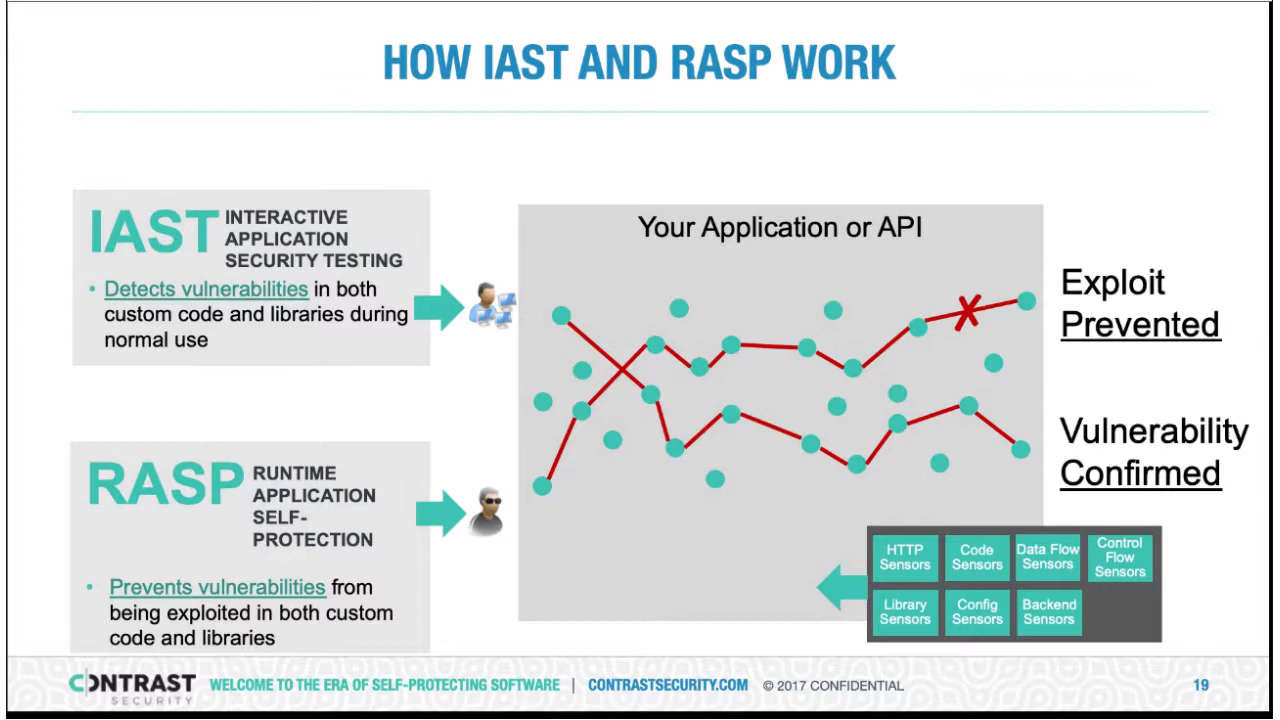 HOW IAST AND RASP WORK
IAST
INTERACTIVE
APPLICATION
SECURITY TESTING
• Detects vulnerabilities in both
custom code and libraries during
normal use
RASP
RUNTIME
APPLICATION
SELF-
PROTECTION
• Prevents vulnerabilities from
being exploited in both custom
code and libraries
Your Application or API
Exploit
Prevented
Vulnerability
Confirmed
HTTP
Sensors
Code
Sensors
Data Flow
Sensors
Control
Flow
Sensors
Library
Sensors
Config
Sensors
Backend
Sensors
CONTRAST
SECURITY
WELCOME TO THE ERA OF SELF-PROTECTING SOFTWARE | CONTRASTSECURITY.COM © 2017 CONFIDENTIAL
19